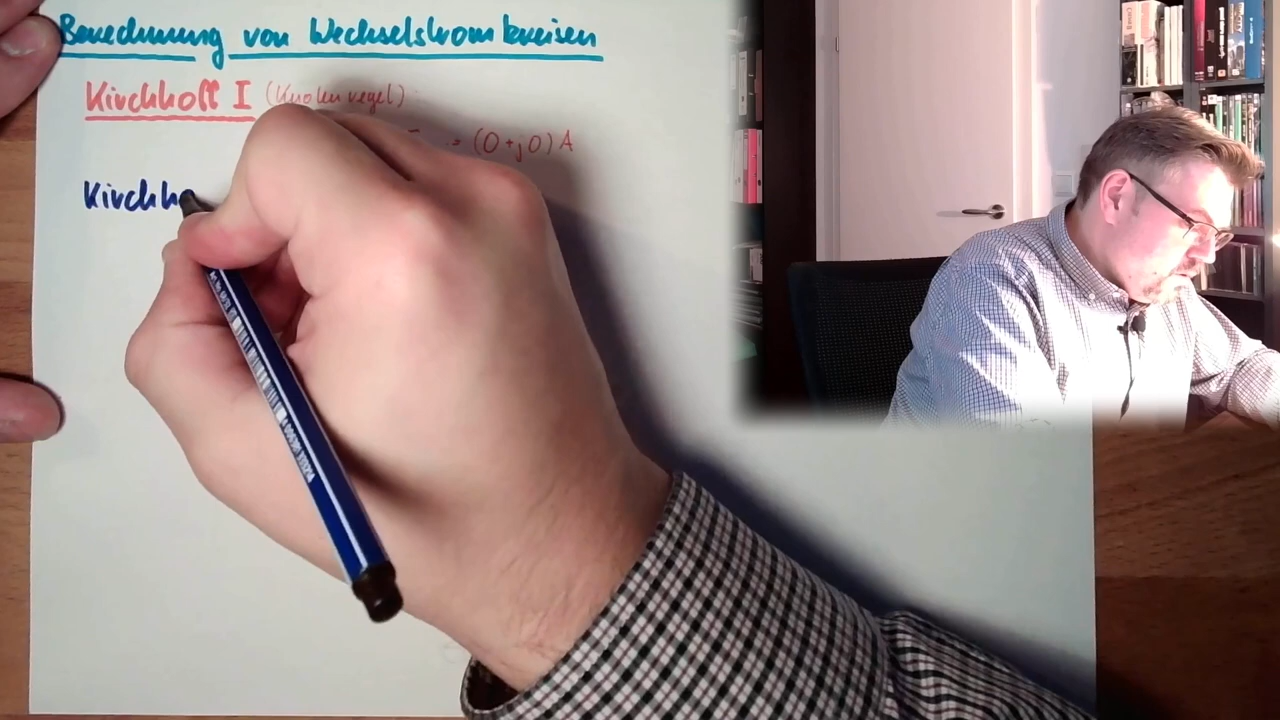 Berechnung von Wechselstromkreisen
Kirchhoff I (Knotenregel)
= (0+j0) A
Kirchho